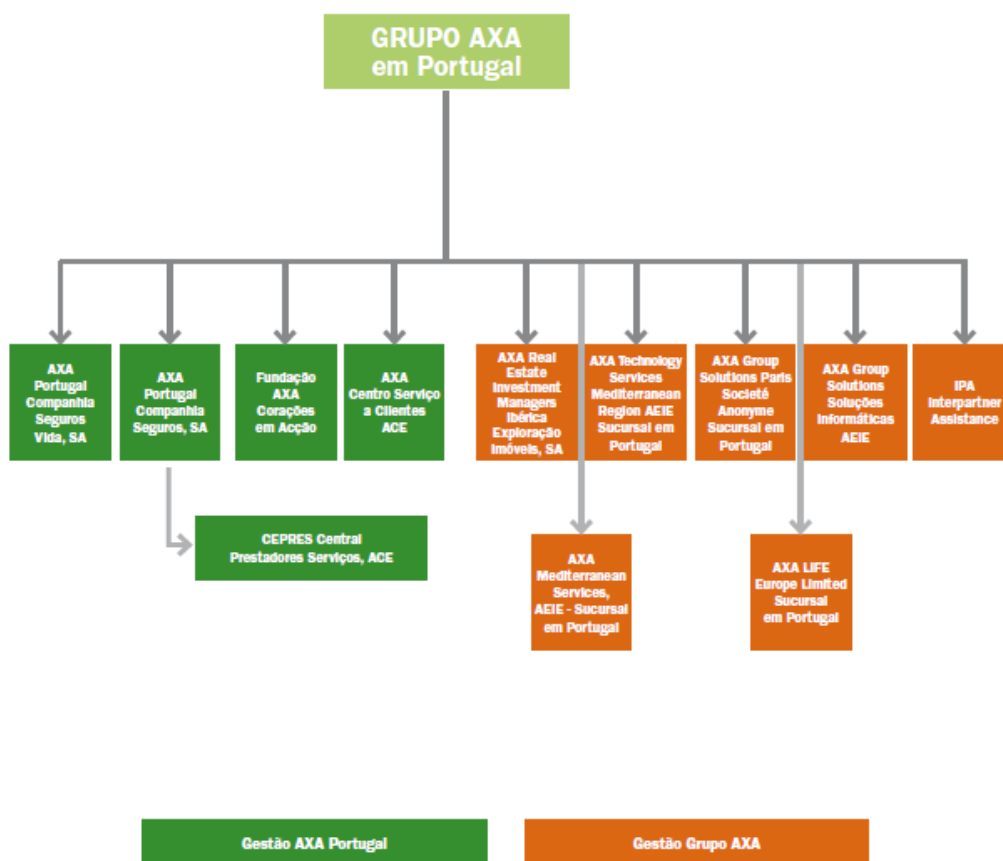 GRUPO AXA
em Portugal
AXA
Portugal
Companhia
Seguros
Vida, SA
AXA
Portugal
Companhia
Seguros, SA
Fundação
AXA
Corações
em Acção
AXA
Centro Serviço
a Clientes
ACE
AXA Real
Estate
Investment
Managers
Ibérica
Exploração
Imóveis, SA
AXA Technology
Services
Mediterranean
Region AEIE
Sucursal em
Portugal
AXA Group
Solutions Paris
Societé
Anonyme
Sucursal em
Portugal
AXA Group
Solutions
Soluções
Informáticas
AEIE
IPA
Interpartner
Assistance
CEPRES Central
Prestadores Serviços, ACE
AXA
Mediterranean
Services,
AEIE - Sucursal
em Portugal
AXA LIFE
Europe Limited
Sucursal
em Portugal
Gestão AXA Portugal
Gestão Grupo AXA